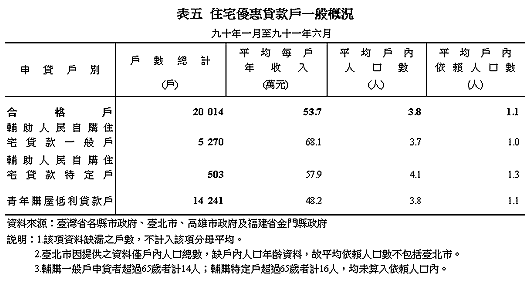 表五 住宅優惠貸款戶一般概況
九十年一月至九十一年六月
申貸戶別 戶數總計 平均每戶 平均戶內 平均戶內
年收入 人口數 依賴人口數
(戶) (萬元) (人) (人)
合格戶 20 014 53.7 3.8 1.1
輔助人民自購住
宅貸款一般戶 5 270 68.1 3.7 1.0
輔助人民自購住
宅貸款特定戶 503 57.9 4.1 1.3
青年購屋低利貸款戶 14 241 48.2 3.8 1.1
資料來源：臺灣省各縣市政府、臺北市、高雄市政府及福建省金門縣政府
說明：1.該項資料缺漏之戶數，不計入該項分母平均。
2.臺北市因提供之資料僅戶內人口總數，缺戶內人口年齡資料，故平均依賴人口數不包括臺北市。
3.輔購一般戶申貸者超過65歲者計14人；輔購特定戶超過65歲者計16人，均未算入依賴人口內。